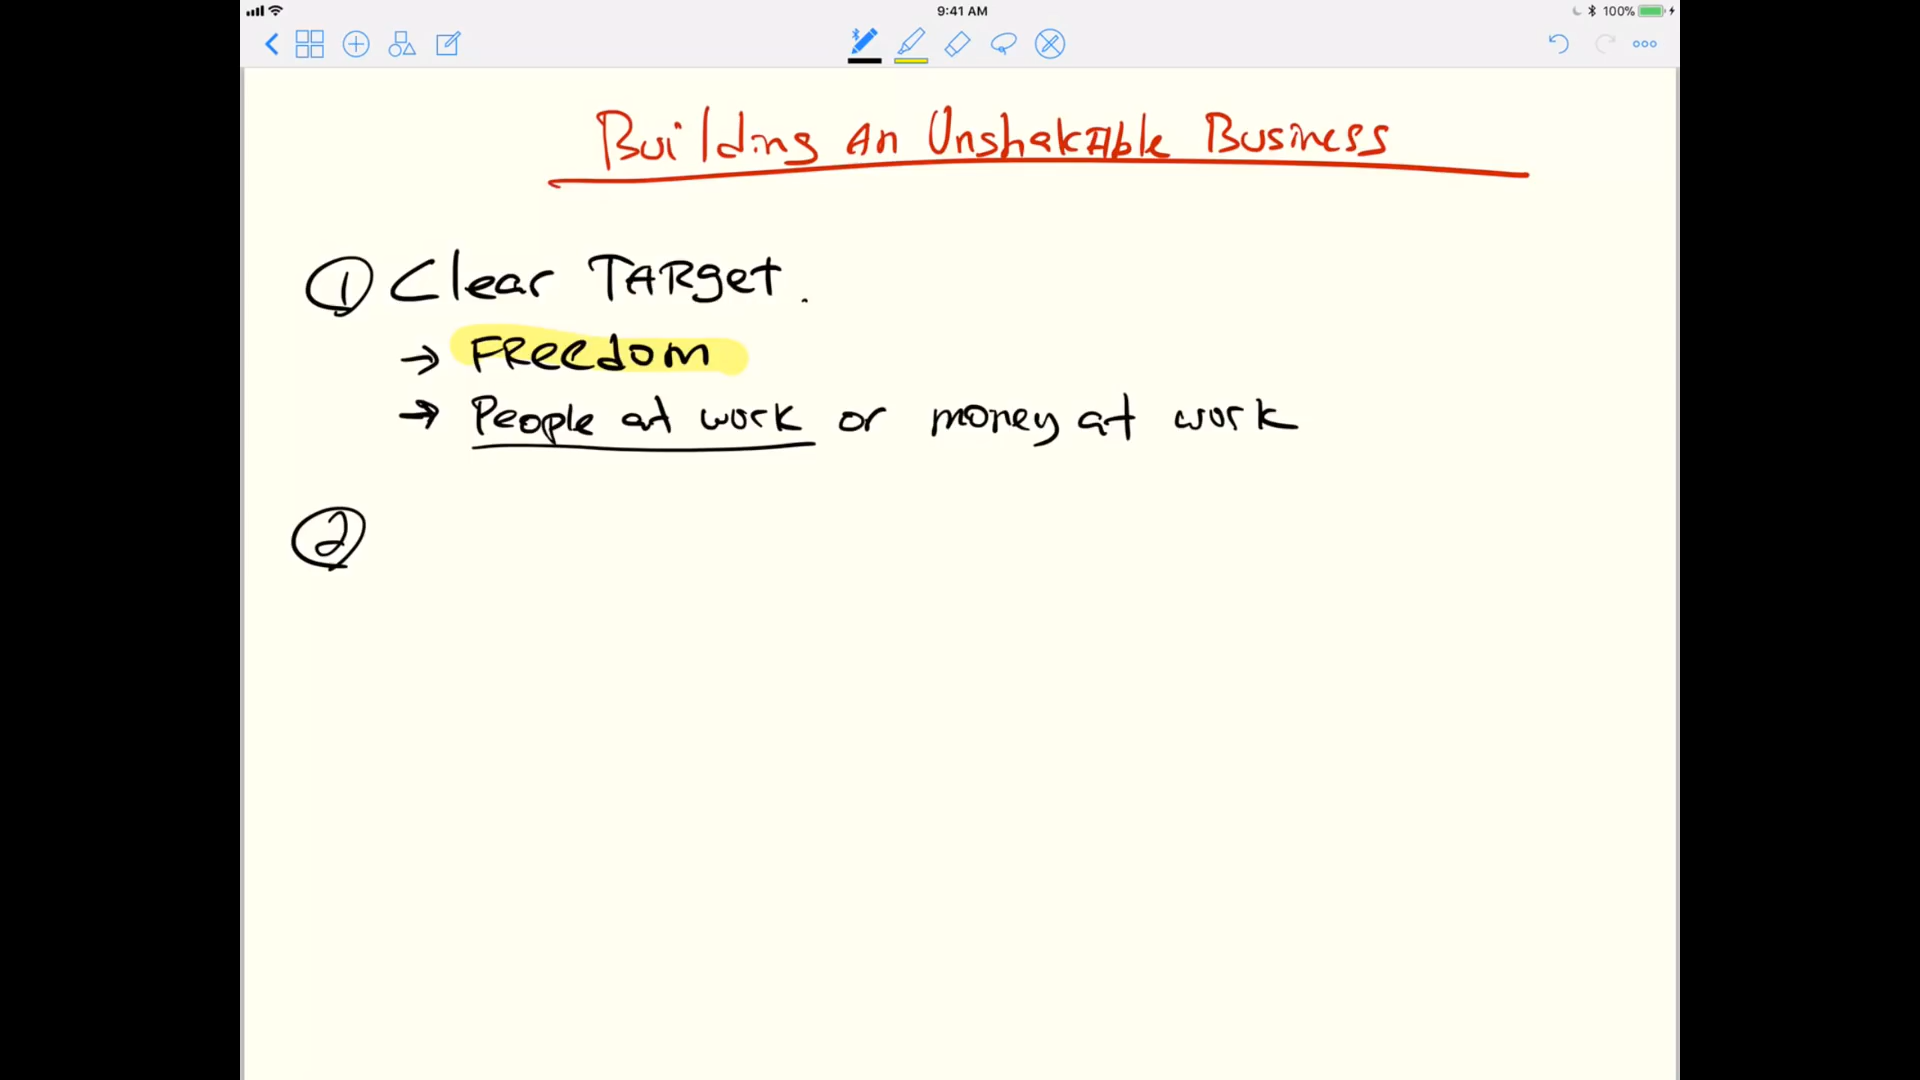 9:41 AM
100%
Building An UnshakAble Business
① Clear TARget.
→ FReedom
→ People at work or money at work
②